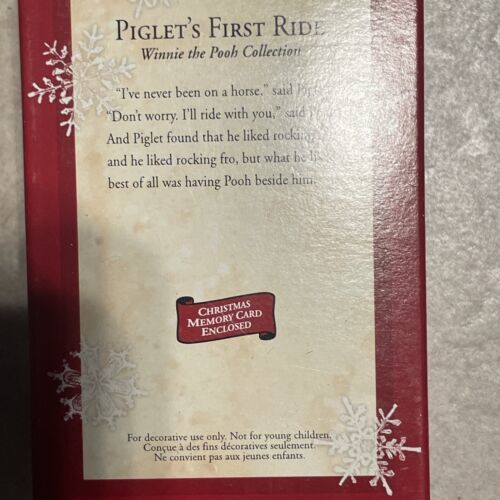 PIGLET'S FIRST RIDE
Winnie the Pooh Collection
"I've never been on a horse," said
"Don't worry. I'll ride with you," said
And Piglet found that he liked rocking
and he liked rocking fro, but what he
best of all was having Pooh beside him.
CHRISTMAS
MEMORY CARD
ENCLOSED
For decorative use only. Not for young children.
Conçue à des fins décoratives seulement.
Ne convient pas aux jeunes enfants.